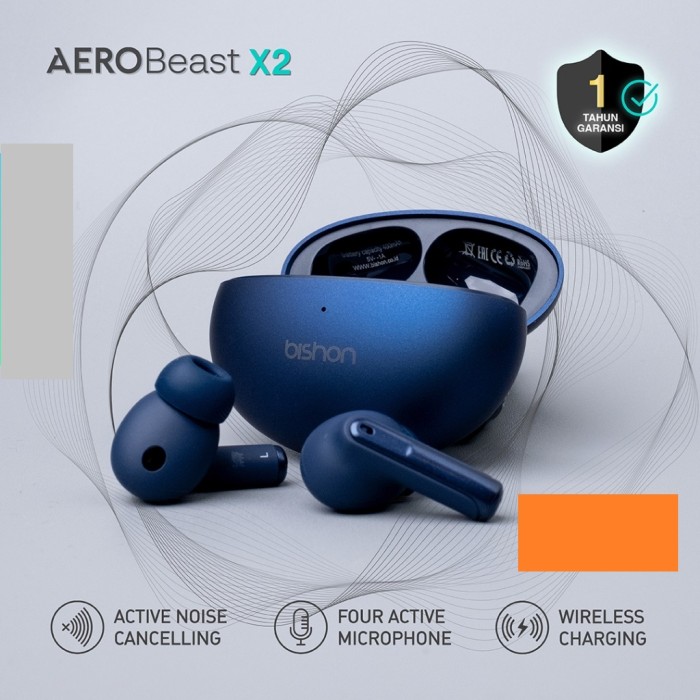 AEROBeast X2
1
TAHUN
GARANSI
bishon
L
ACTIVE NOISE
CANCELLING
FOUR ACTIVE
MICROPHONE
WIRELESS
CHARGING